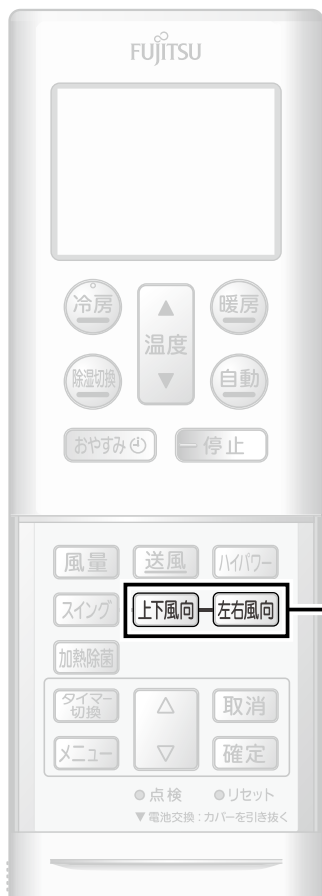 FUJITSU
冷房
▲
暖房
温度
除湿切換
▼
自動
おやすみ
停止
風量
送風
ハイパワー
スイング
上下風向
左右風向
加熱除菌
タイマー
切換
△
取消
メニュー
▽
確定
●点検
●リセット
▼電池交換：カバーを引き抜く